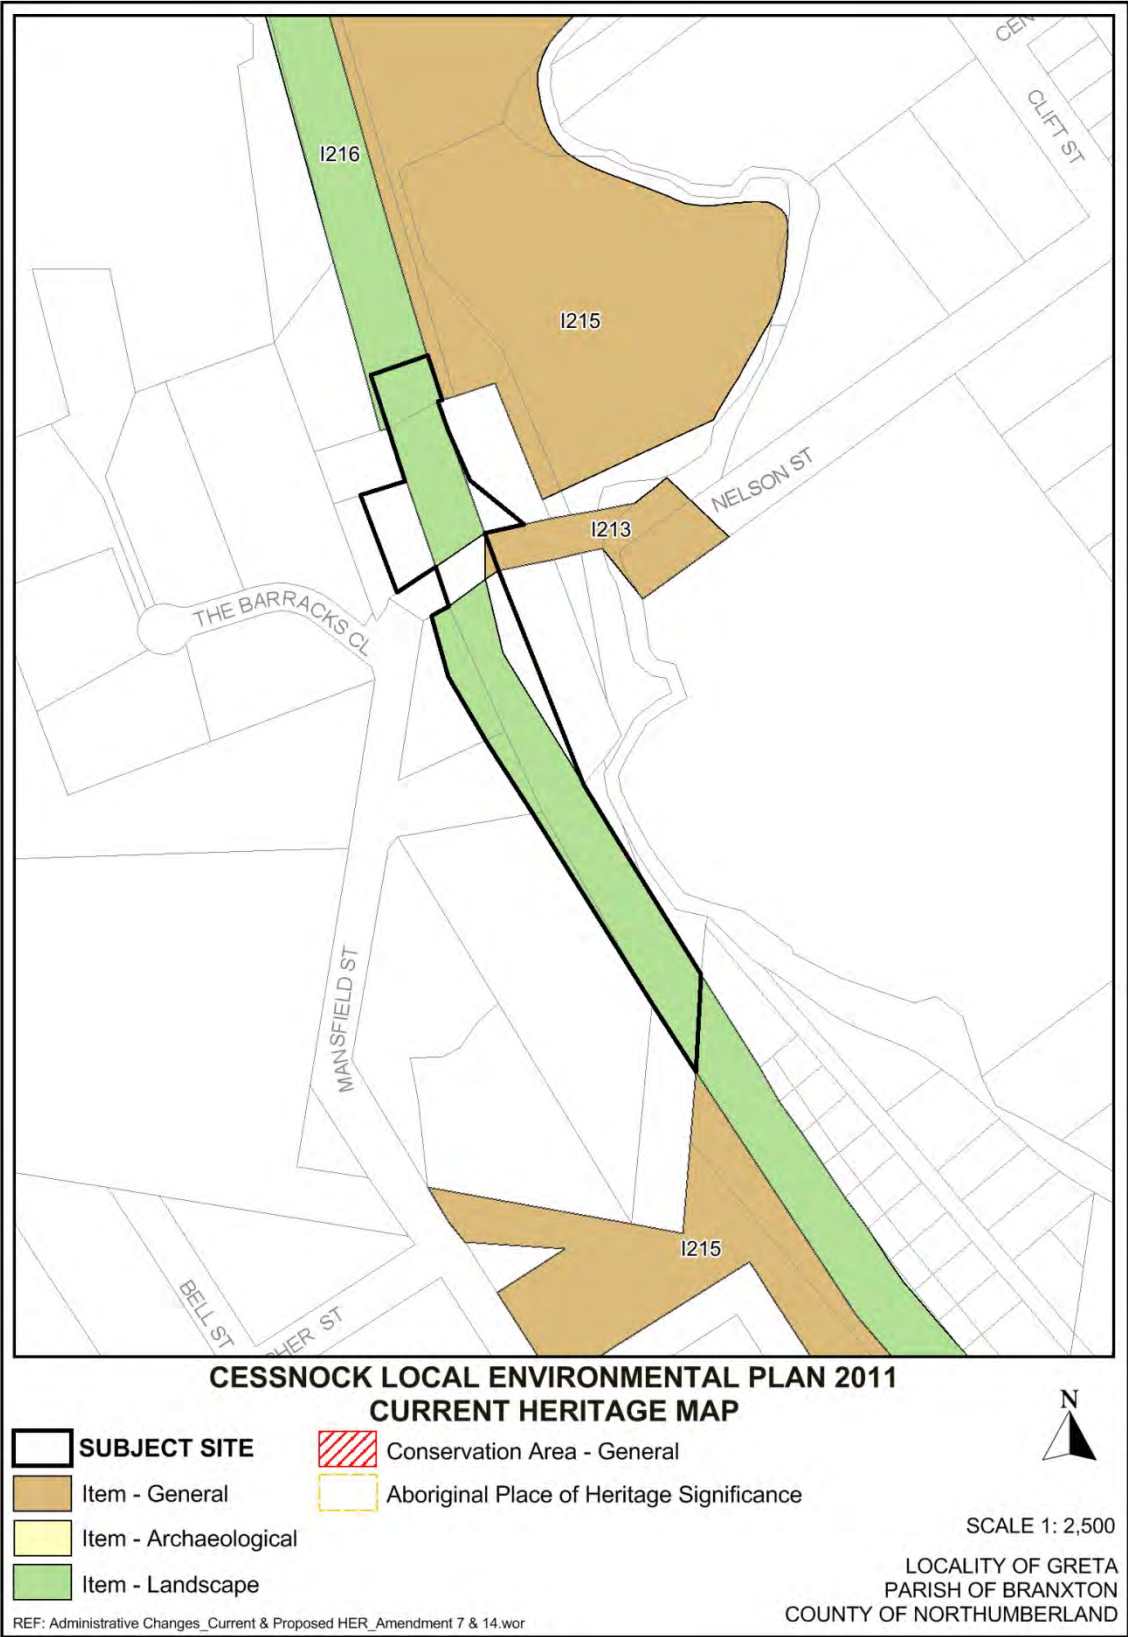 CEN
CLIFT ST
I216
I215
NELSON ST
I213
THE BARRACKS CL
MANSFIELD ST
I215
BELL ST
HER ST
CESSNOCK LOCAL ENVIRONMENTAL PLAN 2011
CURRENT HERITAGE MAP
N
SUBJECT SITE
Conservation Area - General
Item - General
Aboriginal Place of Heritage Significance
Item - Archaeological
Item - Landscape
SCALE 1: 2,500
LOCALITY OF GRETA
PARISH OF BRANXTON
COUNTY OF NORTHUMBERLAND
REF: Administrative Changes_Current & Proposed HER_Amendment 7 & 14.wor